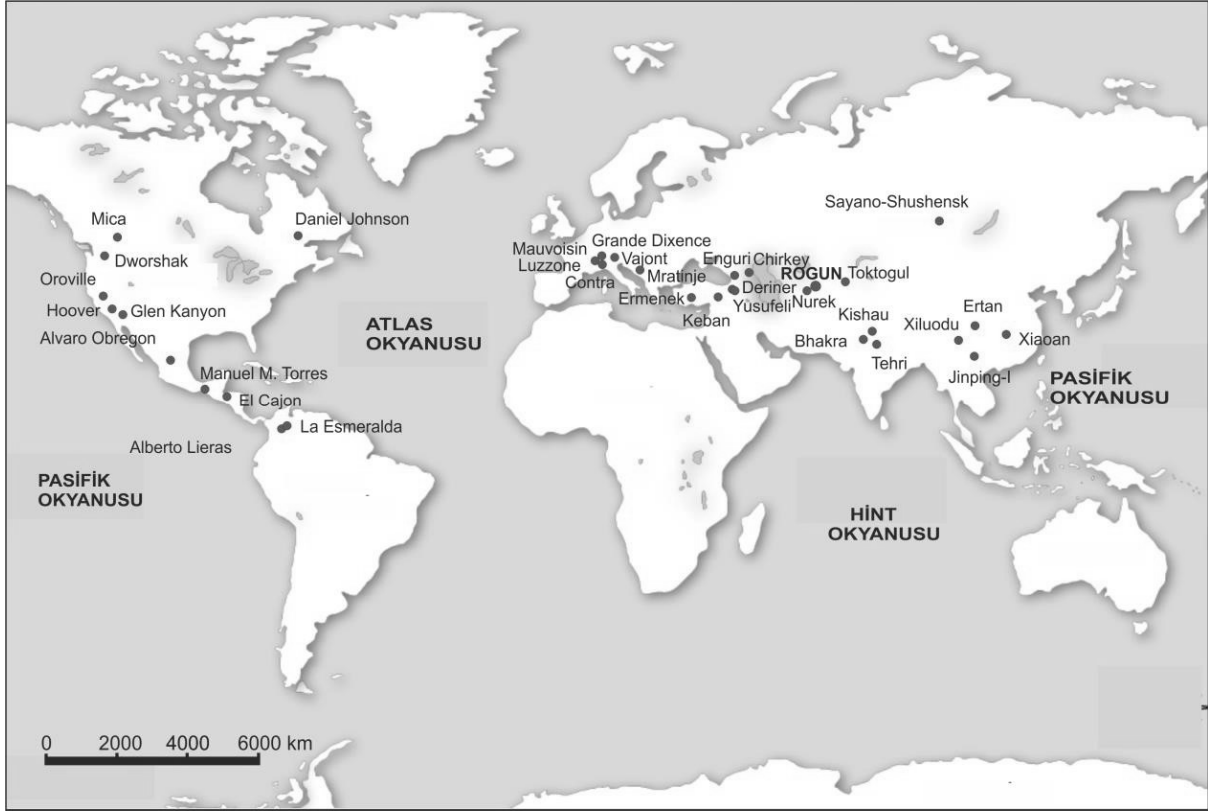 Mica
Daniel Johnson
Dworshak
Oroville
Hoover
Glen Kanyon
Alvaro Obregon
Manuel M. Torres
El Cajon
La Esmeralda
Alberto Lieras
ATLAS
OKYANUSU
PASİFİK
OKYANUSU
Sayano-Shushensk
Grande Dixence
Mauvoisin
Vajont
Luzzone
Mratinje
Contra
Enguri
Chirkey
ROGUN
Toktogul
Deriner
Ermenek
Yusufeli
Nurek
Keban
Kishau
Bhakra
Tehri
Ertan
Xiluodu
Xiaoan
Jinping-I
PASİFİK
OKYANUSU
HİNT
OKYANUSU
0 2000 4000 6000 km